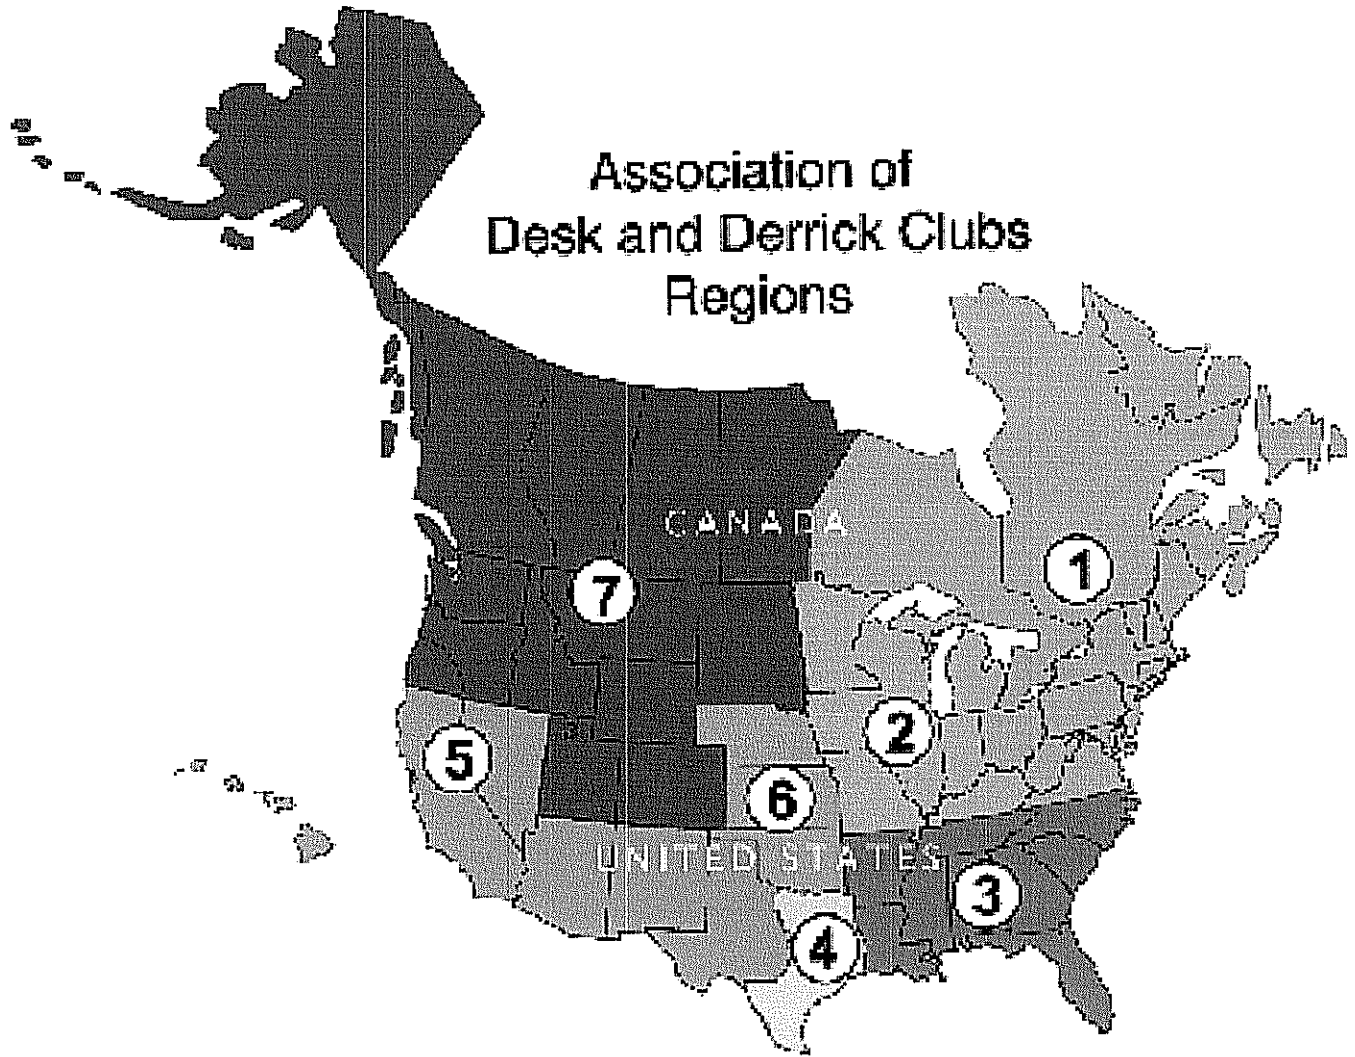 Association of
Desk and Derrick Clubs
Regions
CANADA
1
7
2
5
6
UNITED STATES
3
4